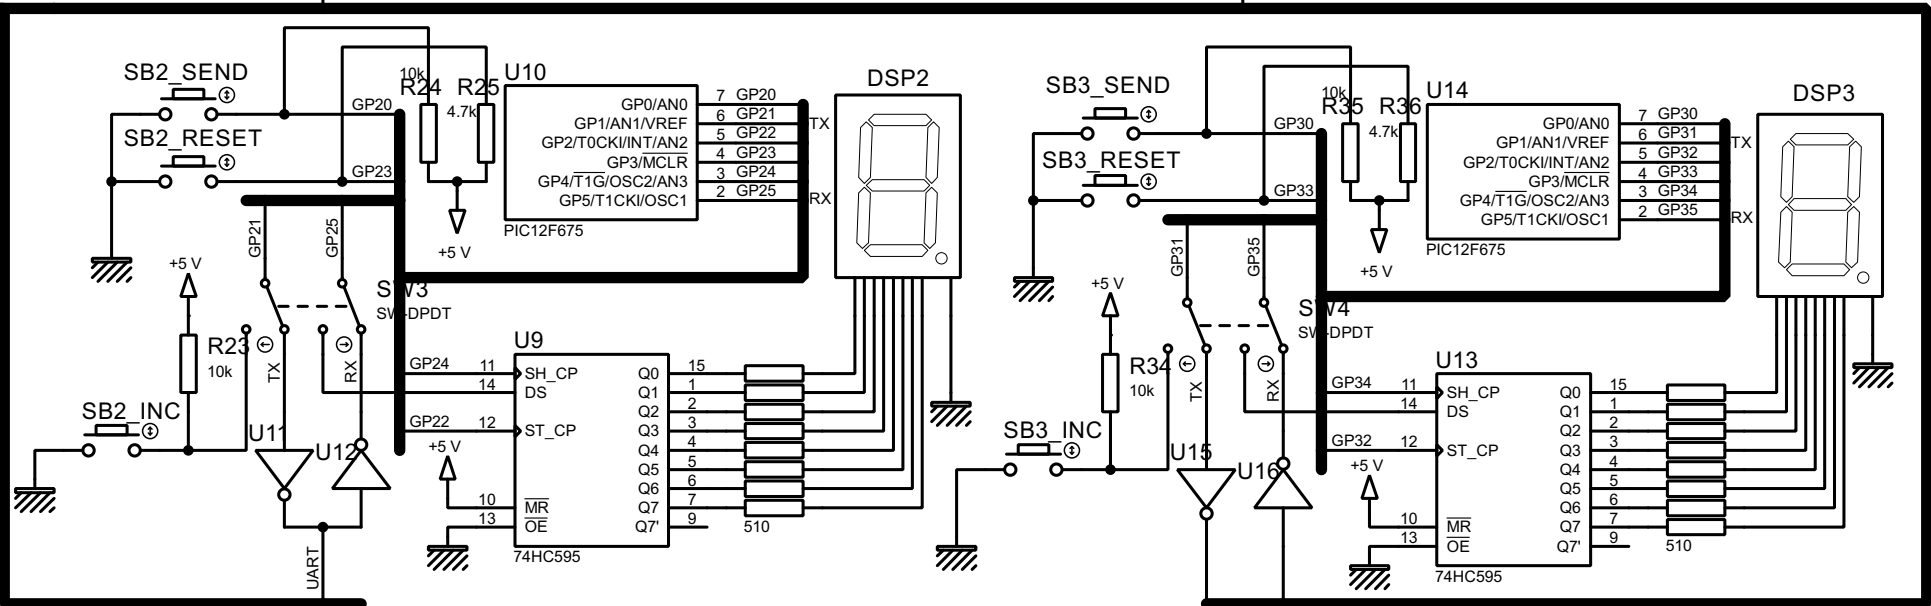 SB2_SEND
SB2_RESET
GP20
GP23
10k
R24
R25
4.7k
+5 V
U10
GP0/AN0
GP1/AN1/VREF
GP2/T0CKI/INT/AN2
GP3/MCLR
GP4/T1G/OSC2/AN3
GP5/T1CKI/OSC1
7 GP20
6 GP21
5 GP22
4 GP23
3 GP24
2 GP25
TX
RX
PIC12F675
DSP2
GP21
GP25
SW3
SW-DPDT
+5 V
R23
10k
TX
RX
SB2_INC
U11
U12
UART
GP24
GP22
+5 V
U9
11 SH_CP
14 DS
12 ST_CP
10 MR
13 OE
Q0 15
Q1 1
Q2 2
Q3 3
Q4 4
Q5 5
Q6 6
Q7 7
Q7' 9
74HC595
510
SB3_SEND
SB3_RESET
GP30
GP33
10k
R35
R36
4.7k
+5 V
U14
GP0/AN0
GP1/AN1/VREF
GP2/T0CKI/INT/AN2
GP3/MCLR
GP4/T1G/OSC2/AN3
GP5/T1CKI/OSC1
7 GP30
6 GP31
5 GP32
4 GP33
3 GP34
2 GP35
TX
RX
PIC12F675
DSP3
GP31
GP35
SW4
SW-DPDT
+5 V
R34
10k
TX
RX
SB3_INC
U15
U16
GP34
GP32
+5 V
U13
11 SH_CP
14 DS
12 ST_CP
10 MR
13 OE
Q0 15
Q1 1
Q2 2
Q3 3
Q4 4
Q5 5
Q6 6
Q7 7
Q7' 9
74HC595
510